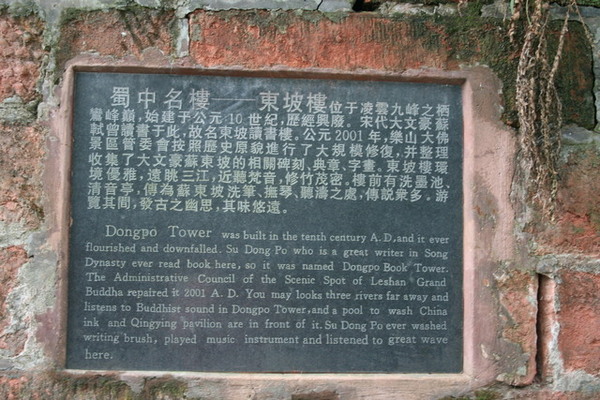 蜀中名樓——東坡樓位于凌雲九峰之栖
鸞峰巔，始建于公元10世紀，歷經興廢。宋代大文豪蘇
軾曾讀書于此，故名東坡讀書樓。公元2001年，樂山大佛
景區管委會按照歷史原貌進行了大規模修復，并整理
收集了大文豪蘇東坡的相關碑刻、典章、字畫。東坡樓環
境優雅，遠眺三江，近聽梵音，修竹茂密。樓前有洗墨池、
清音亭，傳為蘇東坡洗筆、撫琴、聽濤之處，傳説衆多。游
覽其間，發古之幽思，其味悠遠。
Dongpo Tower was built in the tenth century A.D,and it ever
flourished and downfalled. Su Dong Po who is a great writer in Song
Dynasty ever read book here, so it was named Dongpo Book Tower.
The Administrative Council of the Scenic Spot of Leshan Grand
Buddha repaired it 2001 A. D. You may looks three rivers far away and
listens to Buddhist sound in Dongpo Tower,and a pool to wash China
ink and Qingying pavilion are in front of it. Su Dong Po ever washed
writing brush, played music instrument and listened to great wave
here.